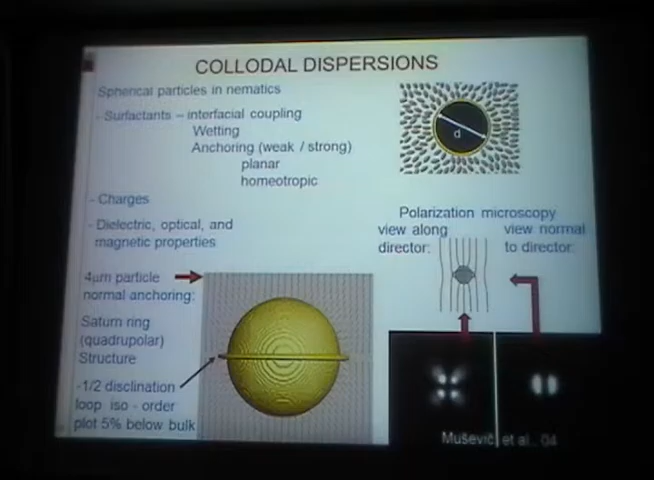 COLLODAL DISPERSIONS
Spherical particles in nematics
- Surfactants – interfacial coupling
Wetting
Anchoring (weak / strong)
planar
homeotropic
- Charges
- Dielectric, optical, and
magnetic properties
d
Polarization microscopy
view along
director:
view normal
to director:
4μm particle
normal anchoring:
Saturn ring
(quadrupolar)
Structure
-1/2 disclination
loop iso - order
plot 5% below bulk
Muševič et al., 04